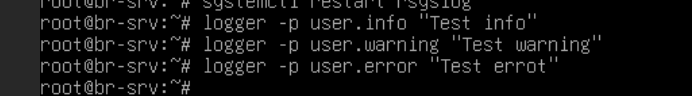 root@br-srv:~# systemctl restart rsyslog
root@br-srv:~# logger -p user.info "Test info"
root@br-srv:~# logger -p user.warning "Test warning"
root@br-srv:~# logger -p user.error "Test errot"
root@br-srv:~#